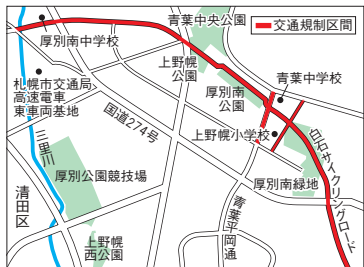 青葉中央公園
交通規制区間
厚別南中学校
上野幌
公園
青葉中学校
厚別南
公園
札幌市交通局
高速電車
東車両基地
国道274号
上野幌小学校
三里川
白石サイクリングロード
厚別公園競技場
厚別南緑地
清田区
青葉平岡通
上野幌
西公園